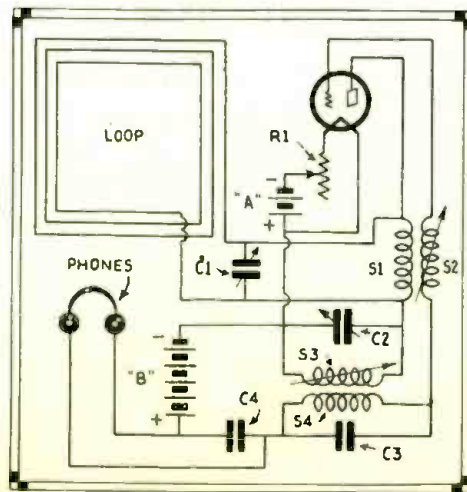 LOOP
R1
-
"A"
+
C1
S1
S2
PHONES
-
C2
"B"
S3
+
C4
S4
C3